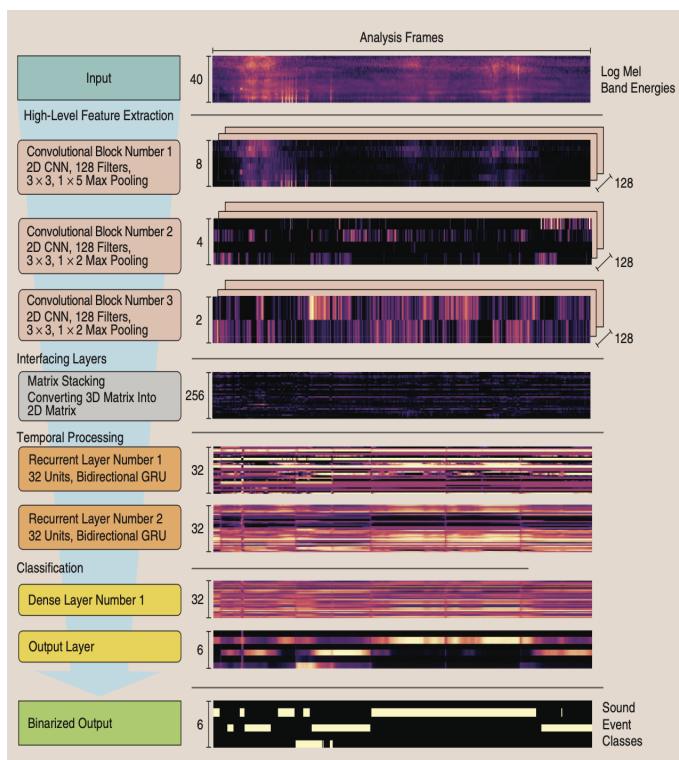 Analysis Frames
Input
40
Log Mel
Band Energies
High-Level Feature Extraction
Convolutional Block Number 1
2D CNN, 128 Filters,
3 × 3, 1 × 5 Max Pooling
8
128
Convolutional Block Number 2
2D CNN, 128 Filters,
3 × 3, 1 × 2 Max Pooling
4
128
Convolutional Block Number 3
2D CNN, 128 Filters,
3 × 3, 1 × 2 Max Pooling
2
128
Interfacing Layers
Matrix Stacking
Converting 3D Matrix Into
2D Matrix
256
Temporal Processing
Recurrent Layer Number 1
32 Units, Bidirectional GRU
32
Recurrent Layer Number 2
32 Units, Bidirectional GRU
32
Classification
Dense Layer Number 1
32
Output Layer
6
Binarized Output
6
Sound
Event
Classes